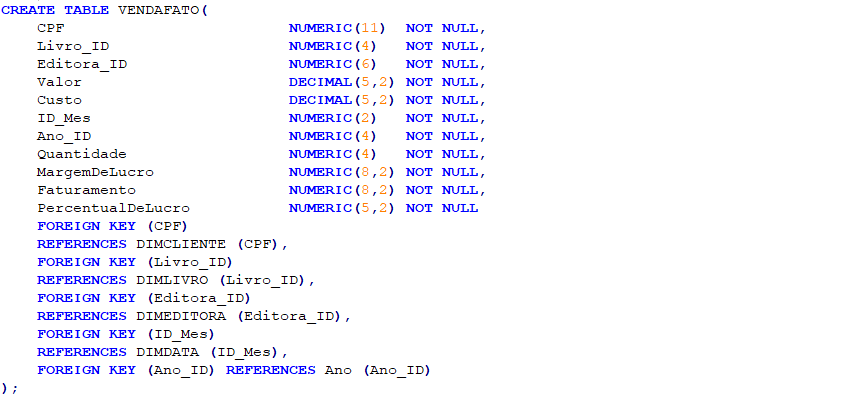 CREATE TABLE VENDAFATO(
CPF NUMERIC(11) NOT NULL,
Livro_ID NUMERIC(4) NOT NULL,
Editora_ID NUMERIC(6) NOT NULL,
Valor DECIMAL(5,2) NOT NULL,
Custo DECIMAL(5,2) NOT NULL,
ID_Mes NUMERIC(2) NOT NULL,
Ano_ID NUMERIC(4) NOT NULL,
Quantidade NUMERIC(4) NOT NULL,
MargemDeLucro NUMERIC(8,2) NOT NULL,
Faturamento NUMERIC(8,2) NOT NULL,
PercentualDeLucro NUMERIC(5,2) NOT NULL
FOREIGN KEY (CPF)
REFERENCES DIMCLIENTE (CPF),
FOREIGN KEY (Livro_ID)
REFERENCES DIMLIVRO (Livro_ID),
FOREIGN KEY (Editora_ID)
REFERENCES DIMEDITORA (Editora_ID),
FOREIGN KEY (ID_Mes)
REFERENCES DIMDATA (ID_Mes),
FOREIGN KEY (Ano_ID) REFERENCES Ano (Ano_ID)
);